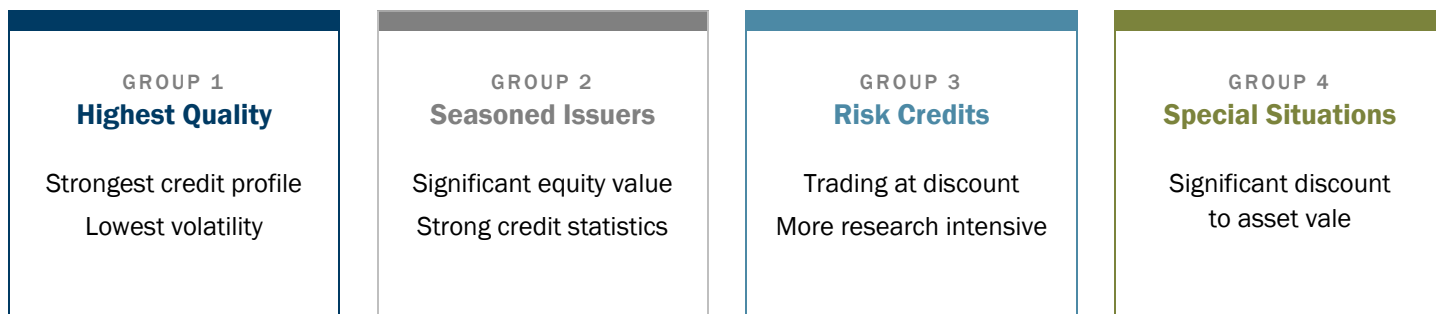 GROUP 1
Highest Quality
Strongest credit profile
Lowest volatility
GROUP 2
Seasoned Issuers
Significant equity value
Strong credit statistics
GROUP 3
Risk Credits
Trading at discount
More research intensive
GROUP 4
Special Situations
Significant discount
to asset vale